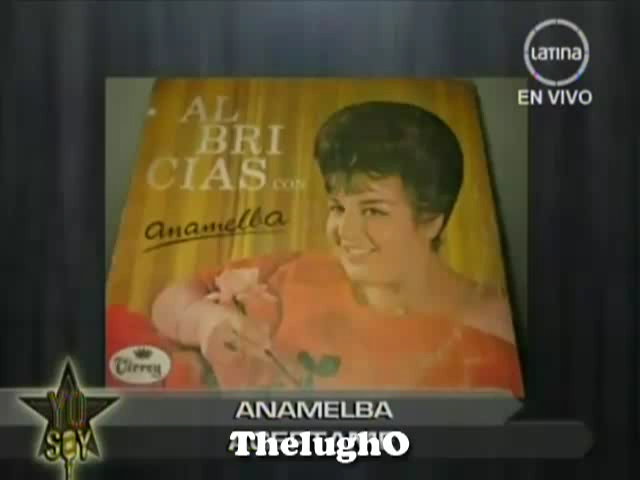 LATINA
EN VIVO
AL
BRI
CIAS CON
anamelba
Virrey
YO
SOY
ANAMELBA
ThelughO